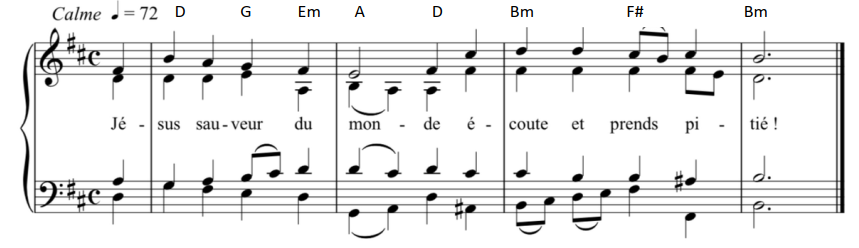 Calme ♩ = 72 D G Em A D Bm F# Bm
Jé - sus sau - veur du mon - de é - coute et prends pi - tié !